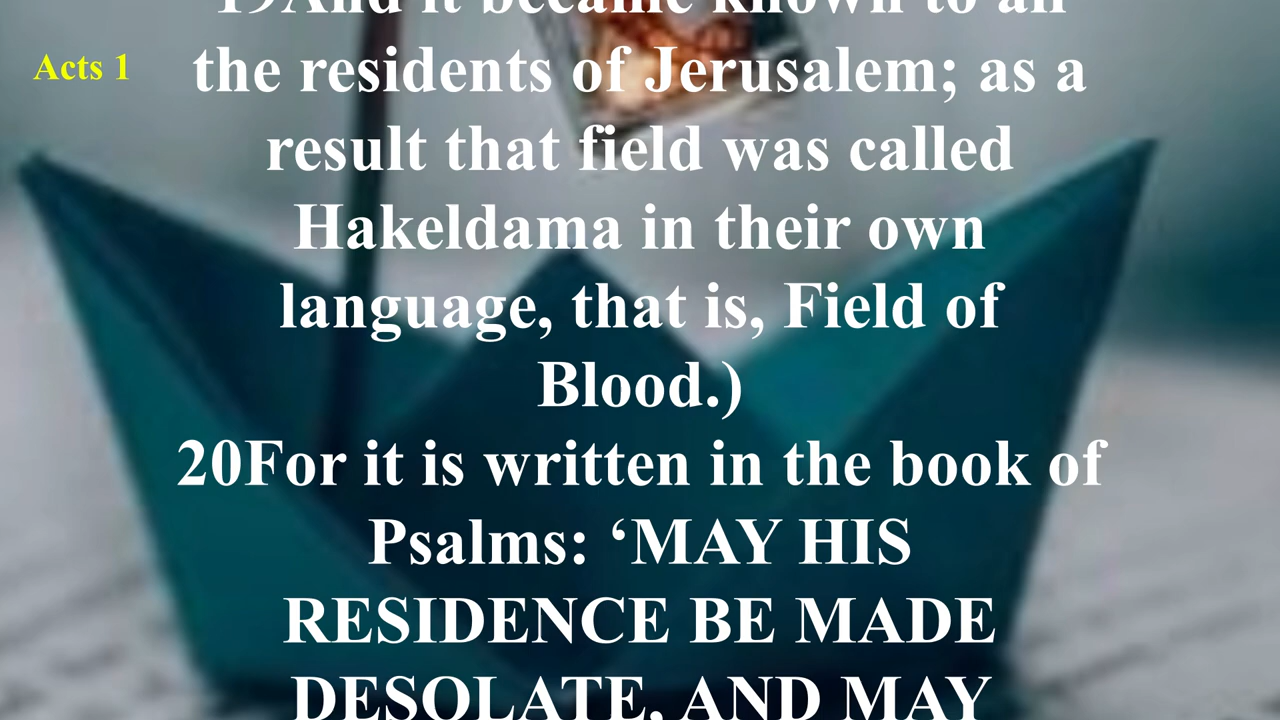 19And it became known to all
Acts 1
the residents of Jerusalem; as a
result that field was called
Hakeldama in their own
language, that is, Field of
Blood.)
20For it is written in the book of
Psalms: ‘MAY HIS
RESIDENCE BE MADE
DESOLATE, AND MAY